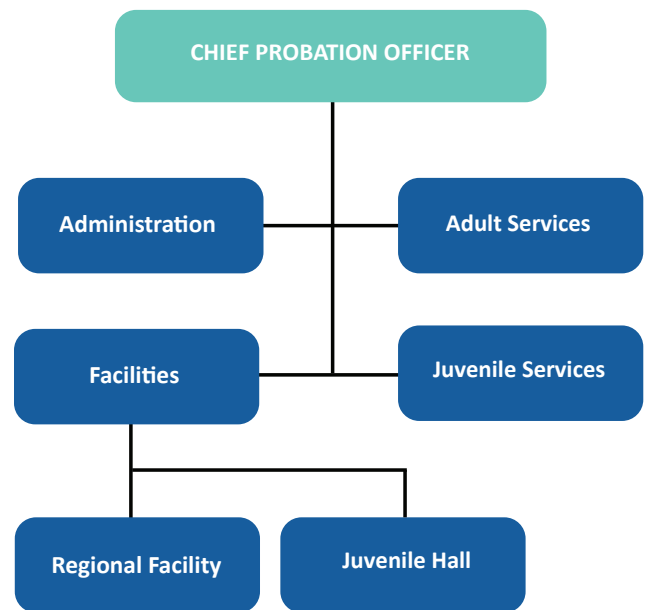 CHIEF PROBATION OFFICER
Administration
Adult Services
Facilities
Juvenile Services
Regional Facility
Juvenile Hall